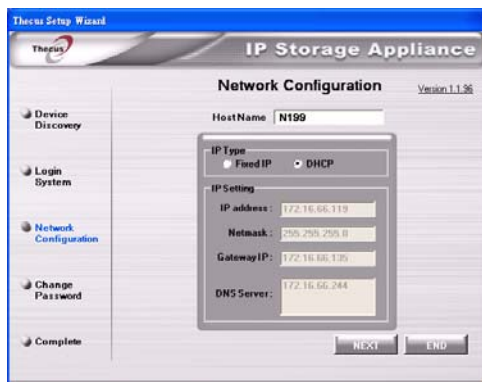 Thecus Setup Wizard
Thecus
IP Storage Appliance
Network Configuration
Version 1.1.36
Device
Discovery
HostName N199
IP Type
Fixed IP DHCP
Login
System
IP Setting
IP address : 172.16.66.119
Network
Configuration
Netmask : 255.255.255.0
Gateway IP: 172.16.66.135
Change
Password
DNS Server: 172.16.66.244
Complete
NEXT END